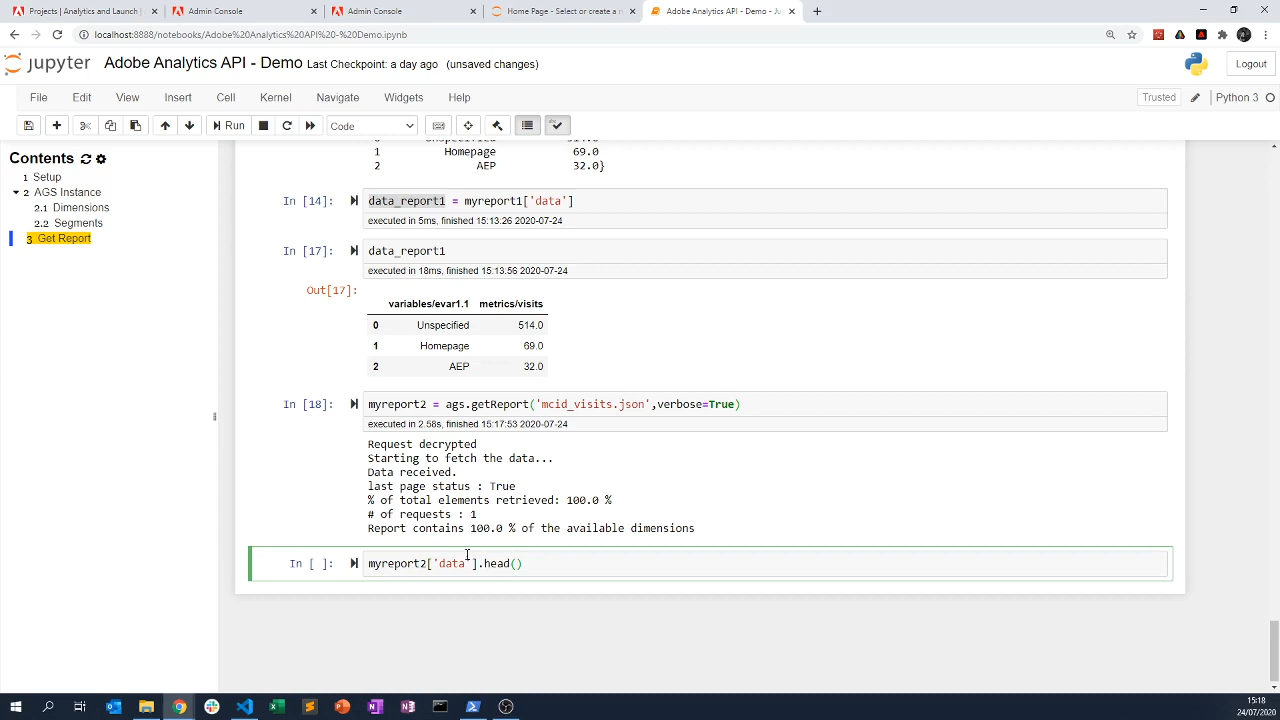 Projects | Analytics and Launch |
Admin Console
Admin Console
Home Page - Select or create a n
Adobe Analytics API - Demo - Ju
localhost:8888/notebooks/Adobe%20Analytics%20API%20-%20Demo.ipynb
jupyter Adobe Analytics API - Demo Last Checkpoint: a day ago (unsaved changes)
Logout
File Edit View Insert Cell Kernel Navigate Widgets Help
Trusted
Python 3
Run
Code
Contents
1 Setup
2 AGS Instance
2.1 Dimensions
2.2 Segments
3 Get Report
1 Homepage 69.0
2 AEP 32.0}
In [14]: data_report1 = myreport1['data']
executed in 5ms, finished 15:13:26 2020-07-24
In [17]: data_report1
executed in 18ms, finished 15:13:56 2020-07-24
Out[17]:
variables/evar1.1 metrics/visits
0 Unspecified 514.0
1 Homepage 69.0
2 AEP 32.0
In [18]: myreport2 = ags.getReport('mcid_visits.json',verbose=True)
executed in 2.58s, finished 15:17:53 2020-07-24
Request decrypted
Starting to fetch the data...
Data received.
last page status : True
% of total elements retrieved: 100.0 %
# of requests : 1
Report contains 100.0 % of the available dimensions
In [ ]: myreport2['data'].head()
15:18
24/07/2020